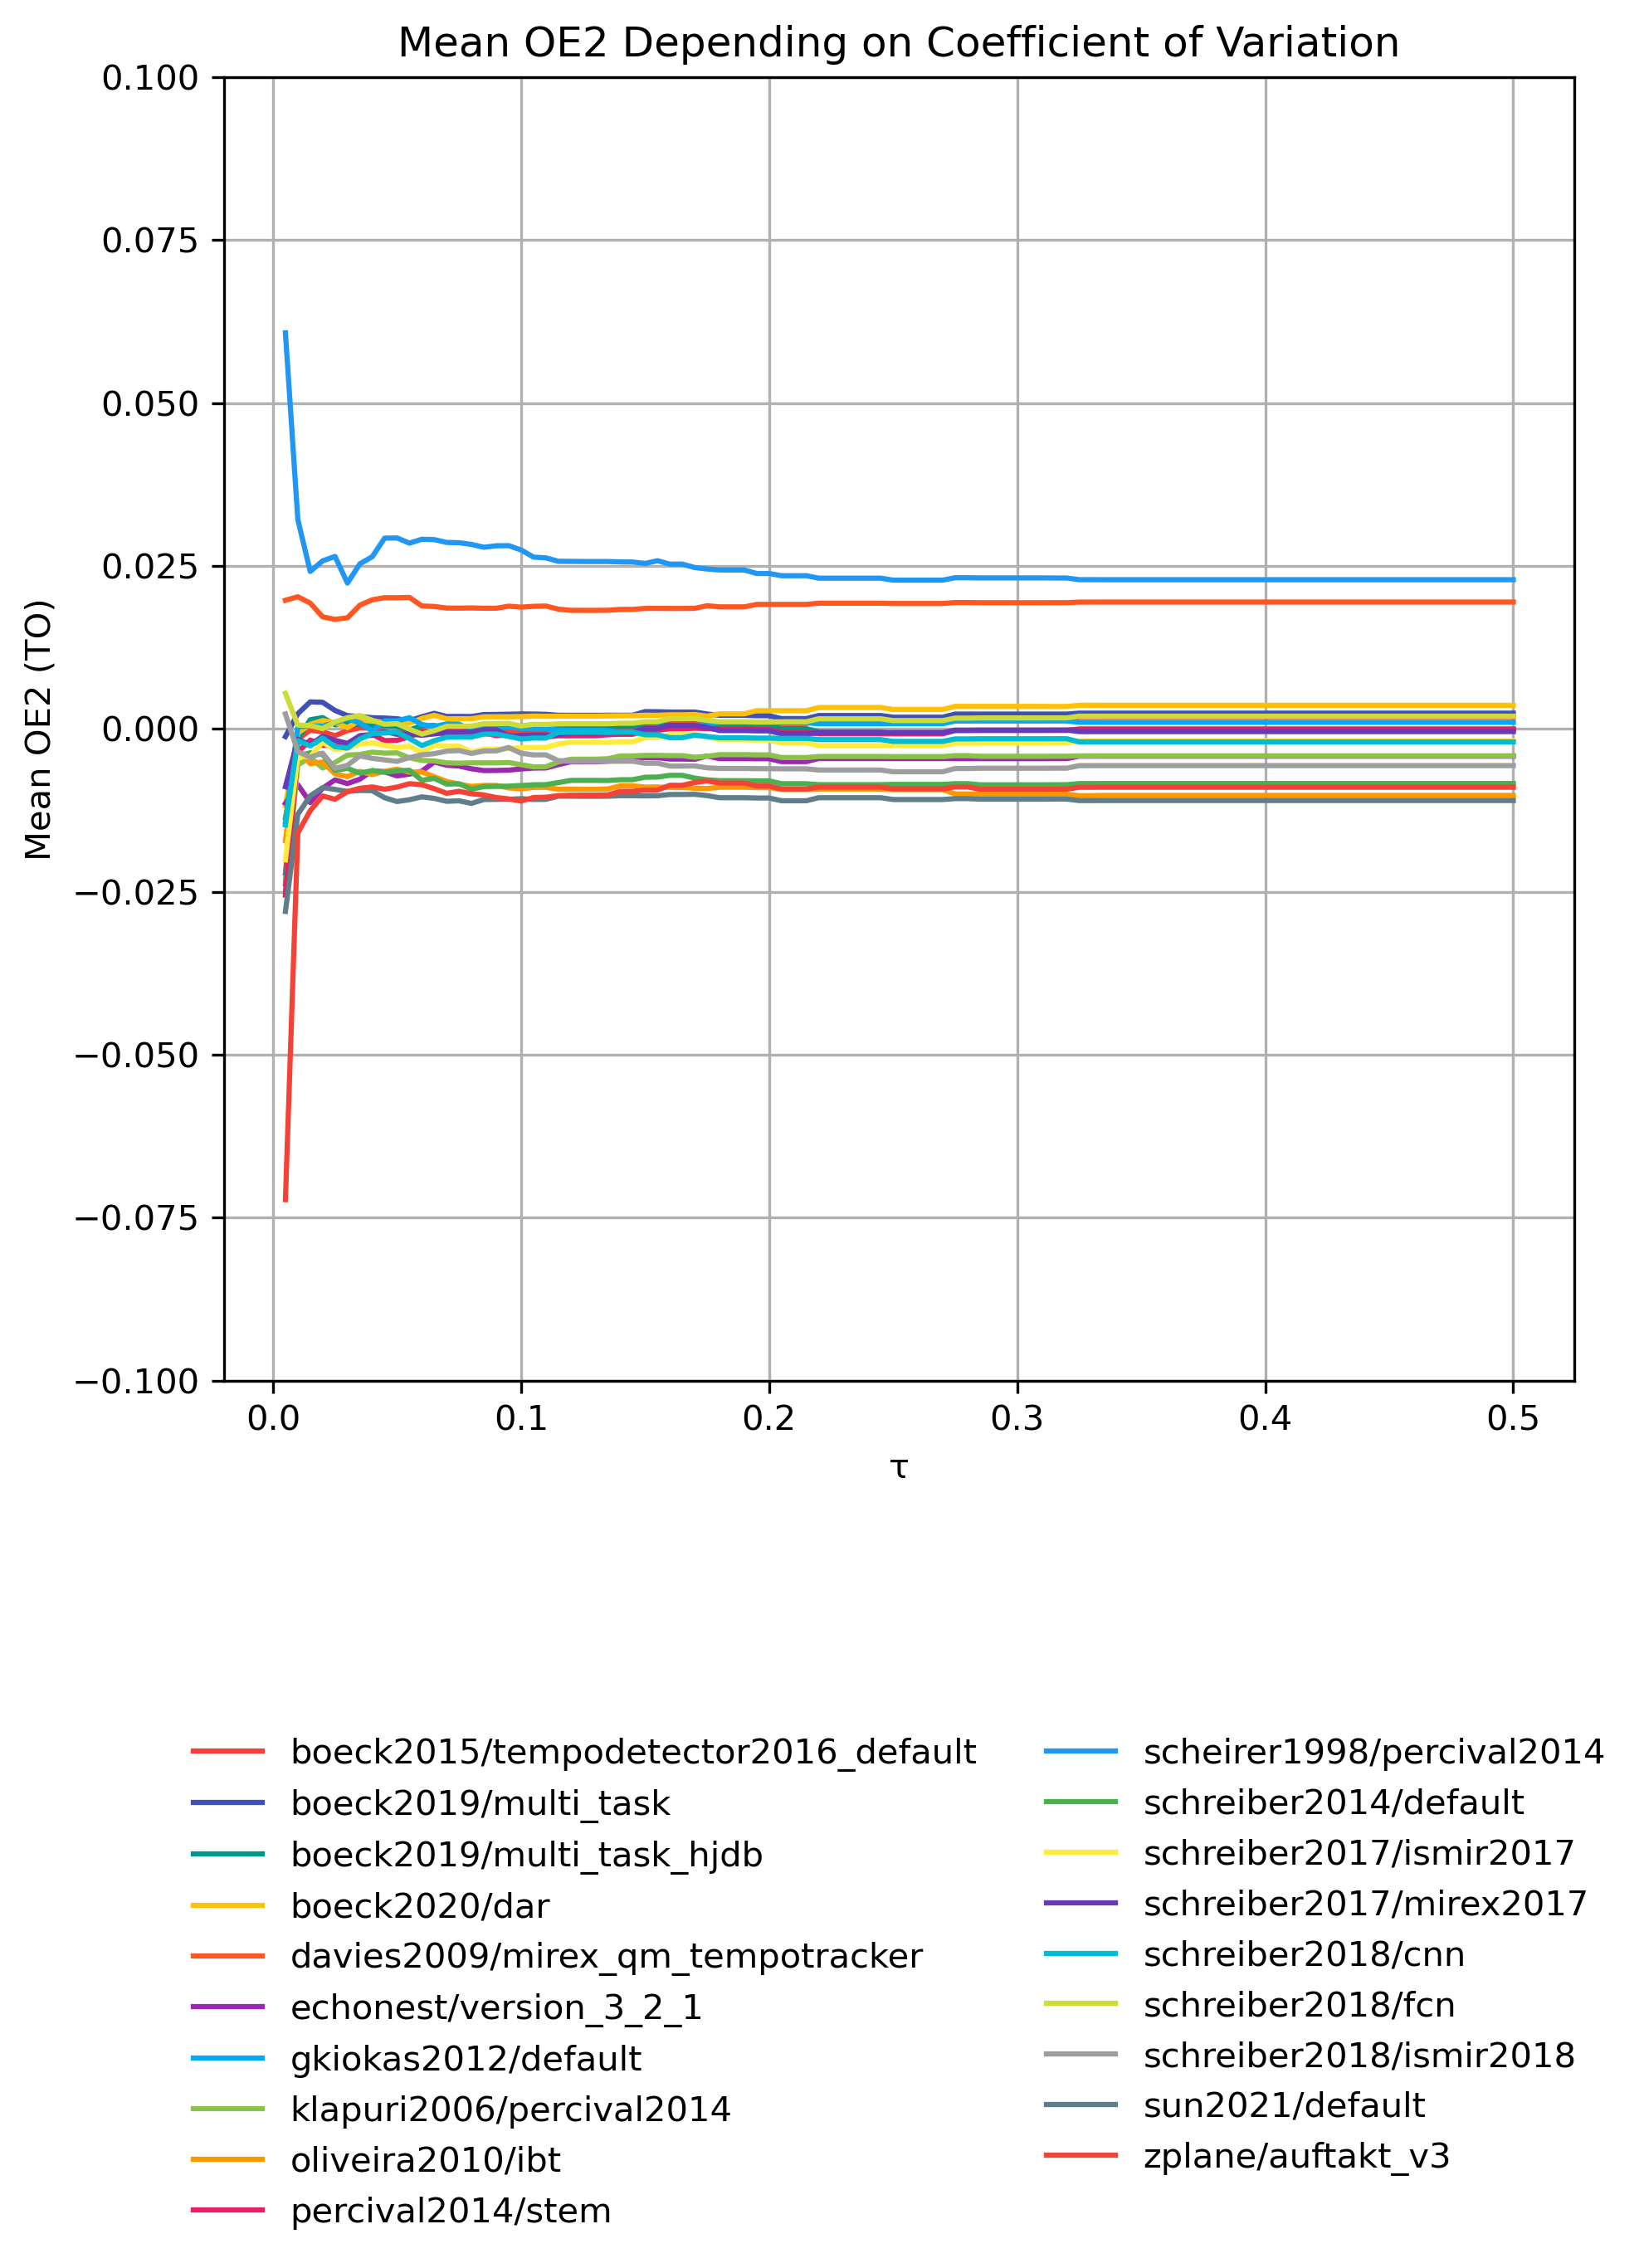 Mean OE2 Depending on Coefficient of Variation
0.100
0.075
0.050
0.025
0.000
−0.025
−0.050
−0.075
−0.100
Mean OE2 (TO)
0.0 0.1 0.2 0.3 0.4 0.5
τ
boeck2015/tempodetector2016_default
boeck2019/multi_task
boeck2019/multi_task_hjdb
boeck2020/dar
davies2009/mirex_qm_tempotracker
echonest/version_3_2_1
gkiokas2012/default
klapuri2006/percival2014
oliveira2010/ibt
percival2014/stem
scheirer1998/percival2014
schreiber2014/default
schreiber2017/ismir2017
schreiber2017/mirex2017
schreiber2018/cnn
schreiber2018/fcn
schreiber2018/ismir2018
sun2021/default
zplane/auftakt_v3